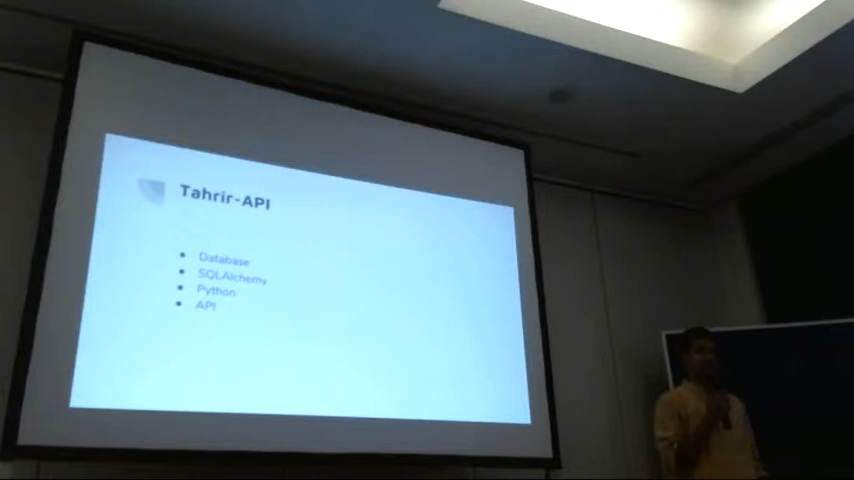 Tahrir-API
Database
SQLAlchemy
Python
API